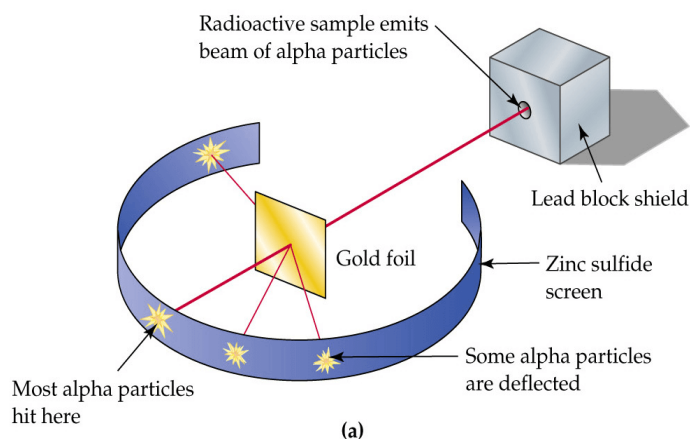 Radioactive sample emits
beam of alpha particles
Lead block shield
Gold foil
Zinc sulfide
screen
Some alpha particles
are deflected
Most alpha particles
hit here
(a)